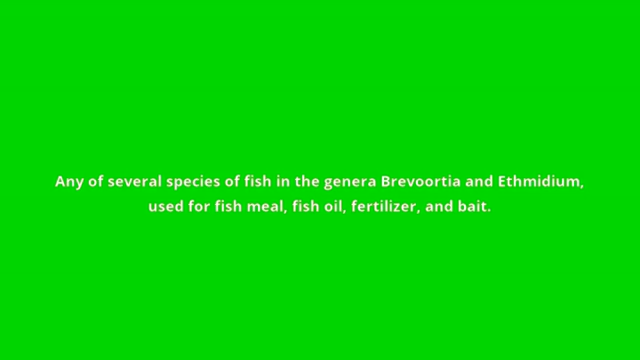 Any of several species of fish in the genera Brevoortia and Ethmidium,
used for fish meal, fish oil, fertilizer, and bait.